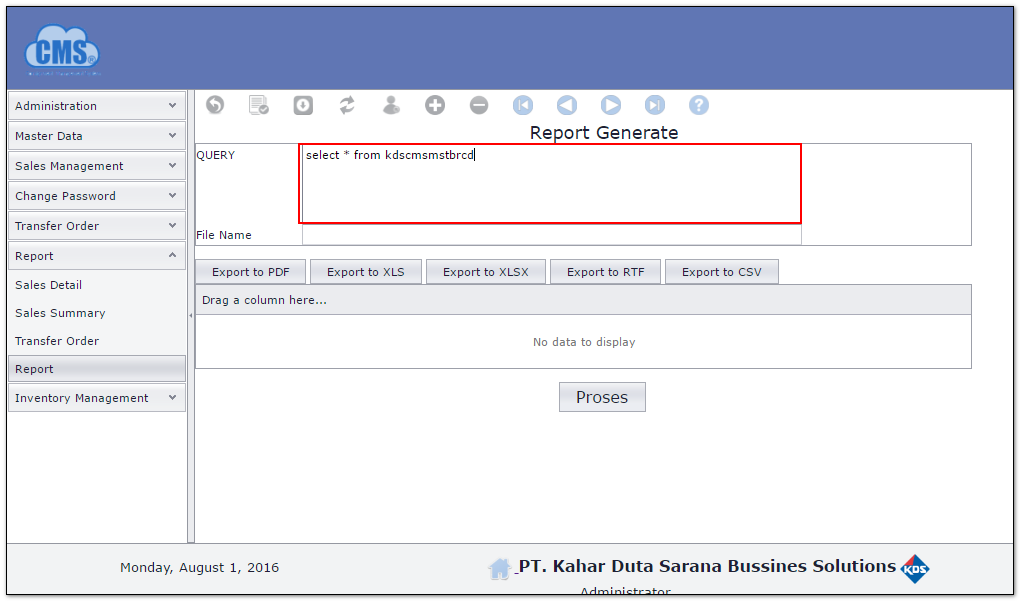 CMS
Administration
Master Data
Sales Management
Change Password
Transfer Order
Report
Sales Detail
Sales Summary
Transfer Order
Report
Inventory Management
Report Generate
QUERY
select * from kdscmsmstbrcd
File Name
Export to PDF
Export to XLS
Export to XLSX
Export to RTF
Export to CSV
Drag a column here...
No data to display
Proses
Monday, August 1, 2016
PT. Kahar Duta Sarana Bussines Solutions
KDS
Administrator